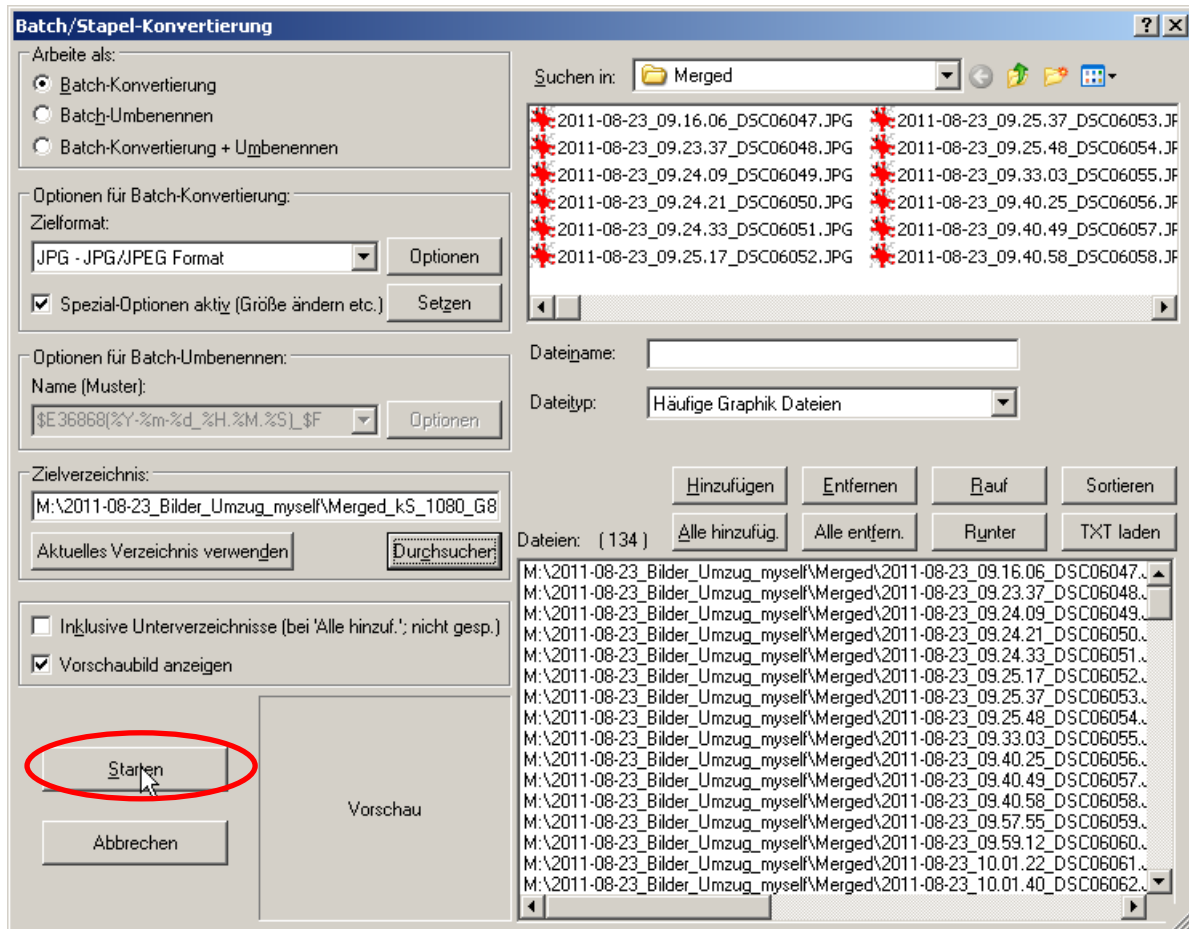 Batch/Stapel-Konvertierung
Arbeite als:
Batch-Konvertierung
Batch-Umbenennen
Batch-Konvertierung + Umbenennen
Optionen für Batch-Konvertierung:
Zielformat:
JPG - JPG/JPEG Format
Optionen
Spezial-Optionen aktiv (Größe ändern etc.)
Setzen
Optionen für Batch-Umbenennen:
Name (Muster):
$E36868(%Y-%m-%d_%H.%M.%S)_$F
Optionen
Zielverzeichnis:
M:\2011-08-23_Bilder_Umzug_myself\Merged_kS_1080_G8
Aktuelles Verzeichnis verwenden
Durchsuchen
Inklusive Unterverzeichnisse (bei 'Alle hinzuf.'; nicht gesp.)
Vorschaubild anzeigen
Starten
Abbrechen
Vorschau
Suchen in:
Merged
2011-08-23_09.16.06_DSC06047.JPG
2011-08-23_09.23.37_DSC06048.JPG
2011-08-23_09.24.09_DSC06049.JPG
2011-08-23_09.24.21_DSC06050.JPG
2011-08-23_09.24.33_DSC06051.JPG
2011-08-23_09.25.17_DSC06052.JPG
2011-08-23_09.25.37_DSC06053.JP
2011-08-23_09.25.48_DSC06054.JP
2011-08-23_09.33.03_DSC06055.JP
2011-08-23_09.40.25_DSC06056.JP
2011-08-23_09.40.49_DSC06057.JP
2011-08-23_09.40.58_DSC06058.JP
Dateiname:
Dateityp:
Häufige Graphik Dateien
Hinzufügen
Entfernen
Rauf
Sortieren
Dateien: ( 134 )
Alle hinzufüg.
Alle entfern.
Runter
TXT laden
M:\2011-08-23_Bilder_Umzug_myself\Merged\2011-08-23_09.16.06_DSC06047.
M:\2011-08-23_Bilder_Umzug_myself\Merged\2011-08-23_09.23.37_DSC06048.
M:\2011-08-23_Bilder_Umzug_myself\Merged\2011-08-23_09.24.09_DSC06049.
M:\2011-08-23_Bilder_Umzug_myself\Merged\2011-08-23_09.24.21_DSC06050.
M:\2011-08-23_Bilder_Umzug_myself\Merged\2011-08-23_09.24.33_DSC06051.
M:\2011-08-23_Bilder_Umzug_myself\Merged\2011-08-23_09.25.17_DSC06052.
M:\2011-08-23_Bilder_Umzug_myself\Merged\2011-08-23_09.25.37_DSC06053.
M:\2011-08-23_Bilder_Umzug_myself\Merged\2011-08-23_09.25.48_DSC06054.
M:\2011-08-23_Bilder_Umzug_myself\Merged\2011-08-23_09.33.03_DSC06055.
M:\2011-08-23_Bilder_Umzug_myself\Merged\2011-08-23_09.40.25_DSC06056.
M:\2011-08-23_Bilder_Umzug_myself\Merged\2011-08-23_09.40.49_DSC06057.
M:\2011-08-23_Bilder_Umzug_myself\Merged\2011-08-23_09.40.58_DSC06058.
M:\2011-08-23_Bilder_Umzug_myself\Merged\2011-08-23_09.57.55_DSC06059.
M:\2011-08-23_Bilder_Umzug_myself\Merged\2011-08-23_09.59.12_DSC06060.
M:\2011-08-23_Bilder_Umzug_myself\Merged\2011-08-23_10.01.22_DSC06061.
M:\2011-08-23_Bilder_Umzug_myself\Merged\2011-08-23_10.01.40_DSC06062.